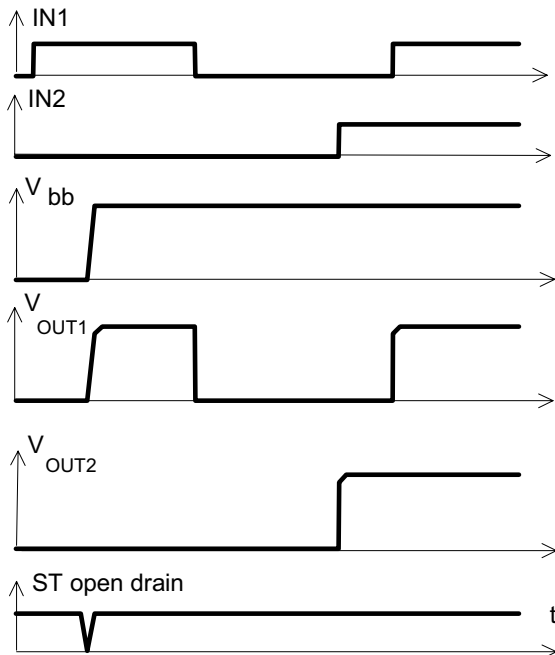 IN1
IN2
V bb
V OUT1
V OUT2
ST open drain
t